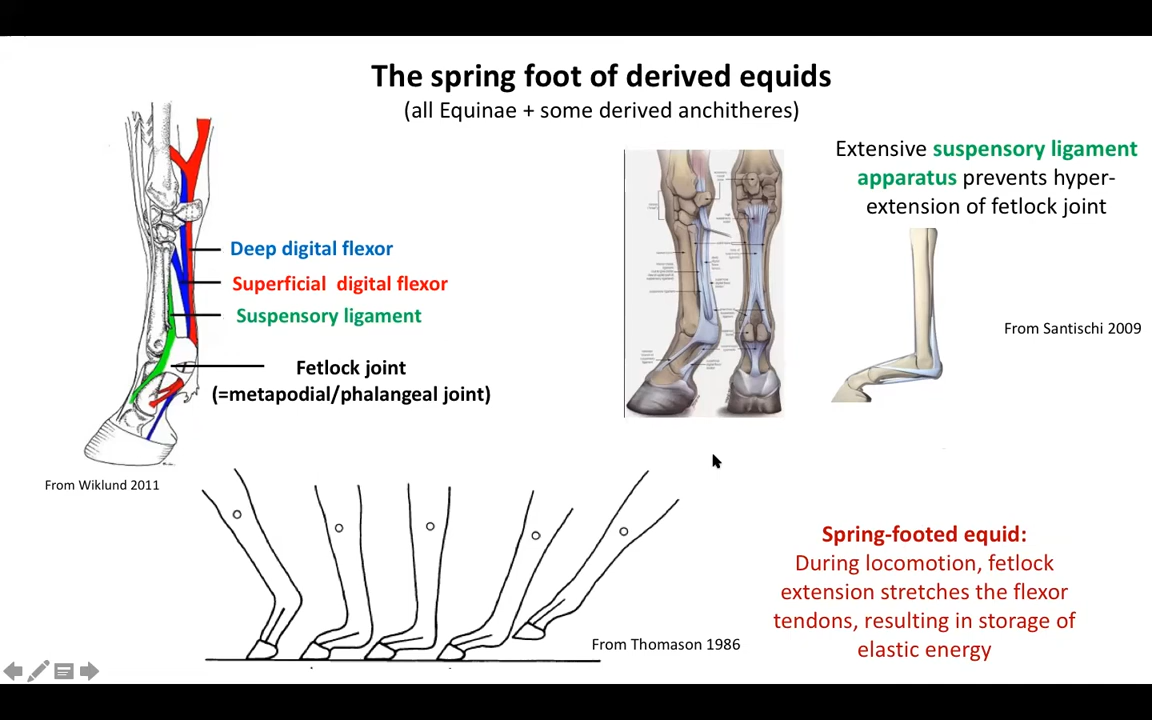 The spring foot of derived equids
(all Equinae + some derived anchitheres)
Deep digital flexor
Superficial  digital flexor
Suspensory ligament
Fetlock joint
(=metapodial/phalangeal joint)
From Wiklund 2011
Extensive suspensory ligament
apparatus prevents hyper-
extension of fetlock joint
From Santischi 2009
From Thomason 1986
Spring-footed equid:
During locomotion, fetlock
extension stretches the flexor
tendons, resulting in storage of
elastic energy